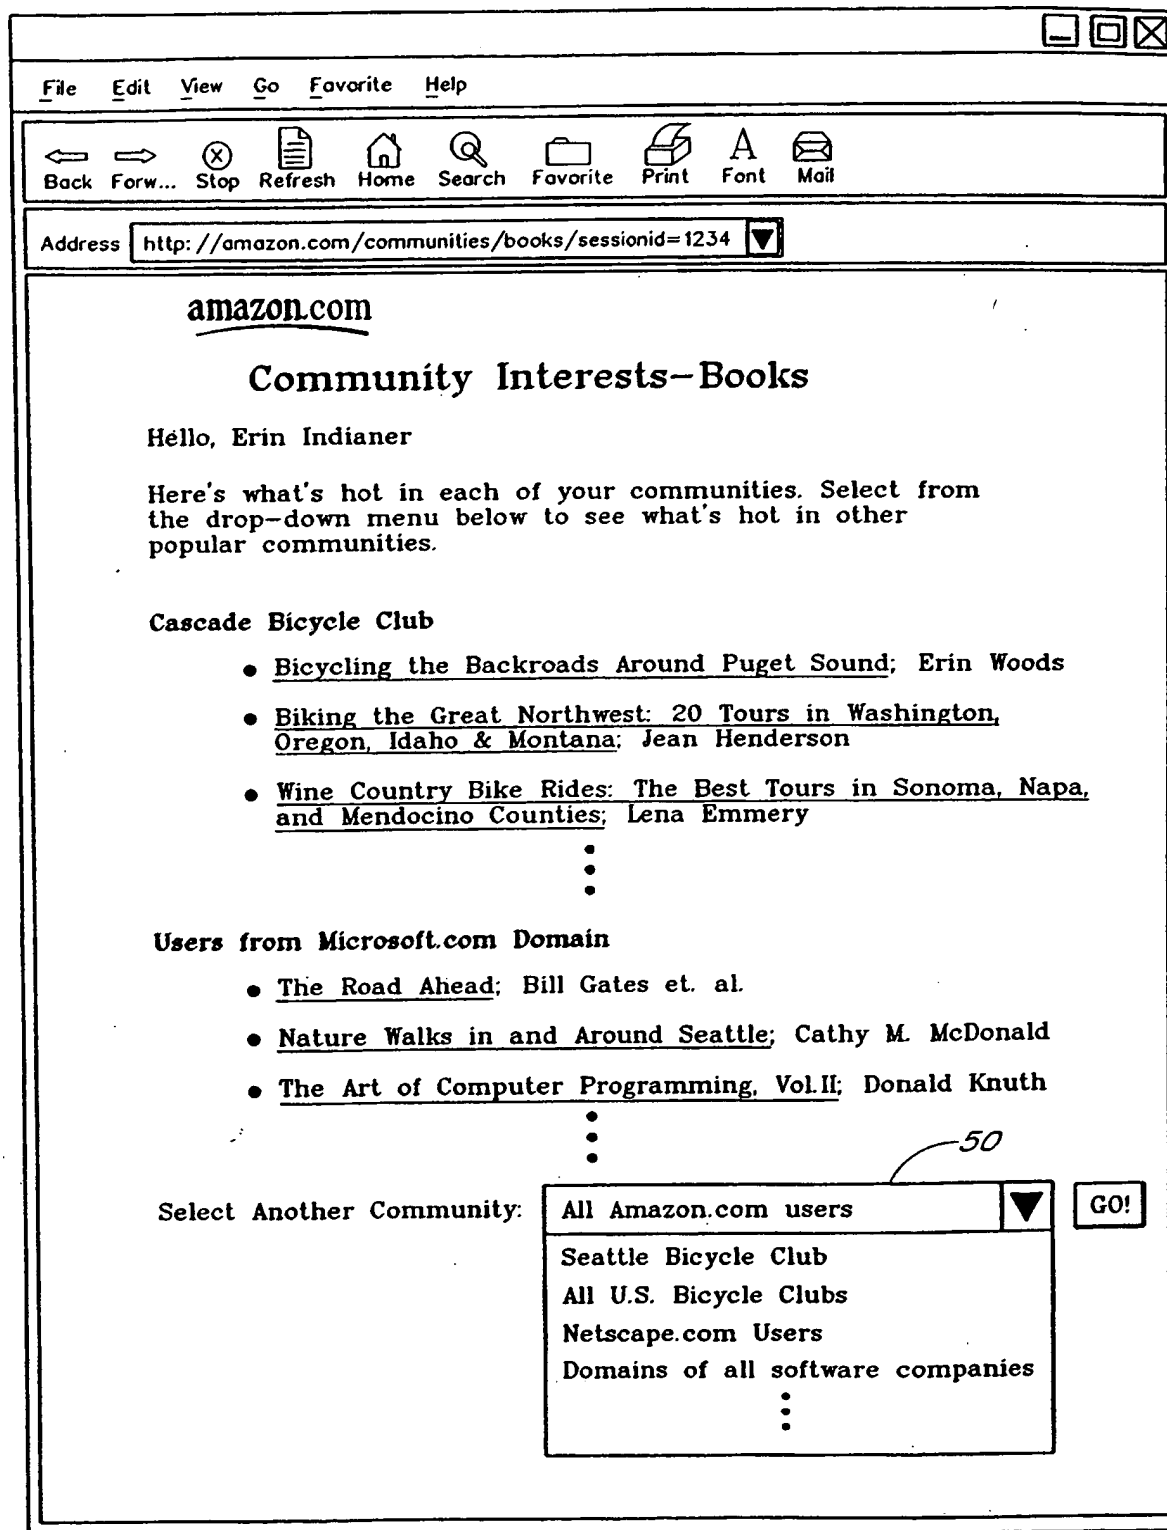 File Edit View Go Favorite Help
Back Forw... Stop Refresh Home Search Favorite Print Font Mail
Address http://amazon.com/communities/books/sessionid=1234
amazon.com
Community Interests–Books
Hello, Erin Indianer
Here's what's hot in each of your communities. Select from
the drop–down menu below to see what's hot in other
popular communities.
Cascade Bicycle Club
• Bicycling the Backroads Around Puget Sound; Erin Woods
• Biking the Great Northwest: 20 Tours in Washington,
Oregon, Idaho & Montana; Jean Henderson
• Wine Country Bike Rides: The Best Tours in Sonoma, Napa,
and Mendocino Counties; Lena Emmery
Users from Microsoft.com Domain
• The Road Ahead; Bill Gates et. al.
• Nature Walks in and Around Seattle; Cathy M. McDonald
• The Art of Computer Programming, Vol.II; Donald Knuth
50
Select Another Community: All Amazon.com users GO!
Seattle Bicycle Club
All U.S. Bicycle Clubs
Netscape.com Users
Domains of all software companies